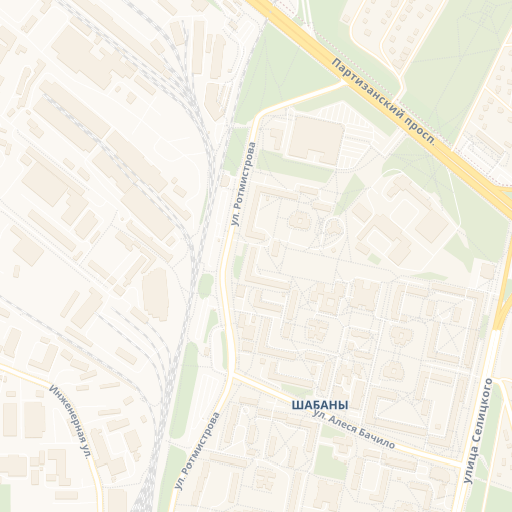 Партизанский просп.
ул. Ротмистрова
ШАБАНЫ
ул. Алеся Бачило
улица Селицкого
Инженерная ул.
ул. Ротмистрова